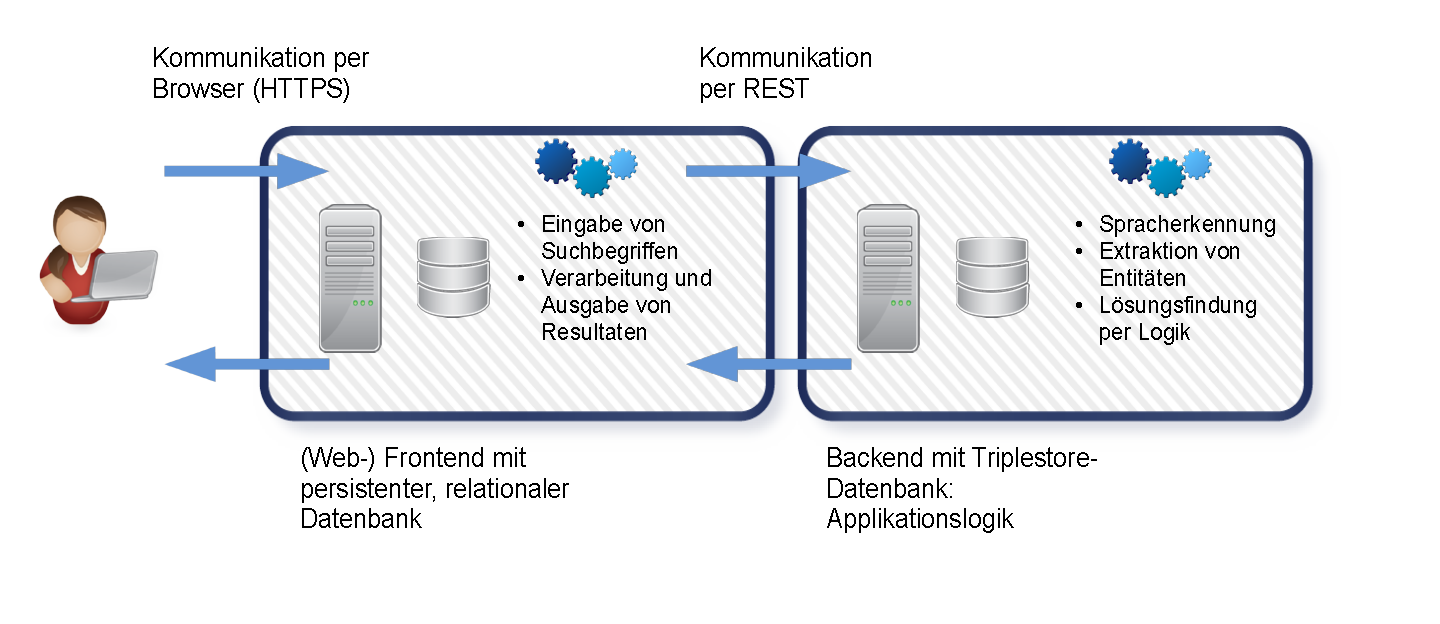 Kommunikation per
Browser (HTTPS)
Kommunikation
per REST
• Eingabe von
Suchbegriffen
• Verarbeitung und
Ausgabe von
Resultaten
• Spracherkennung
• Extraktion von
Entitäten
• Lösungsfindung
per Logik
(Web-) Frontend mit
persistenter, relationaler
Datenbank
Backend mit Triplestore-
Datenbank:
Applikationslogik